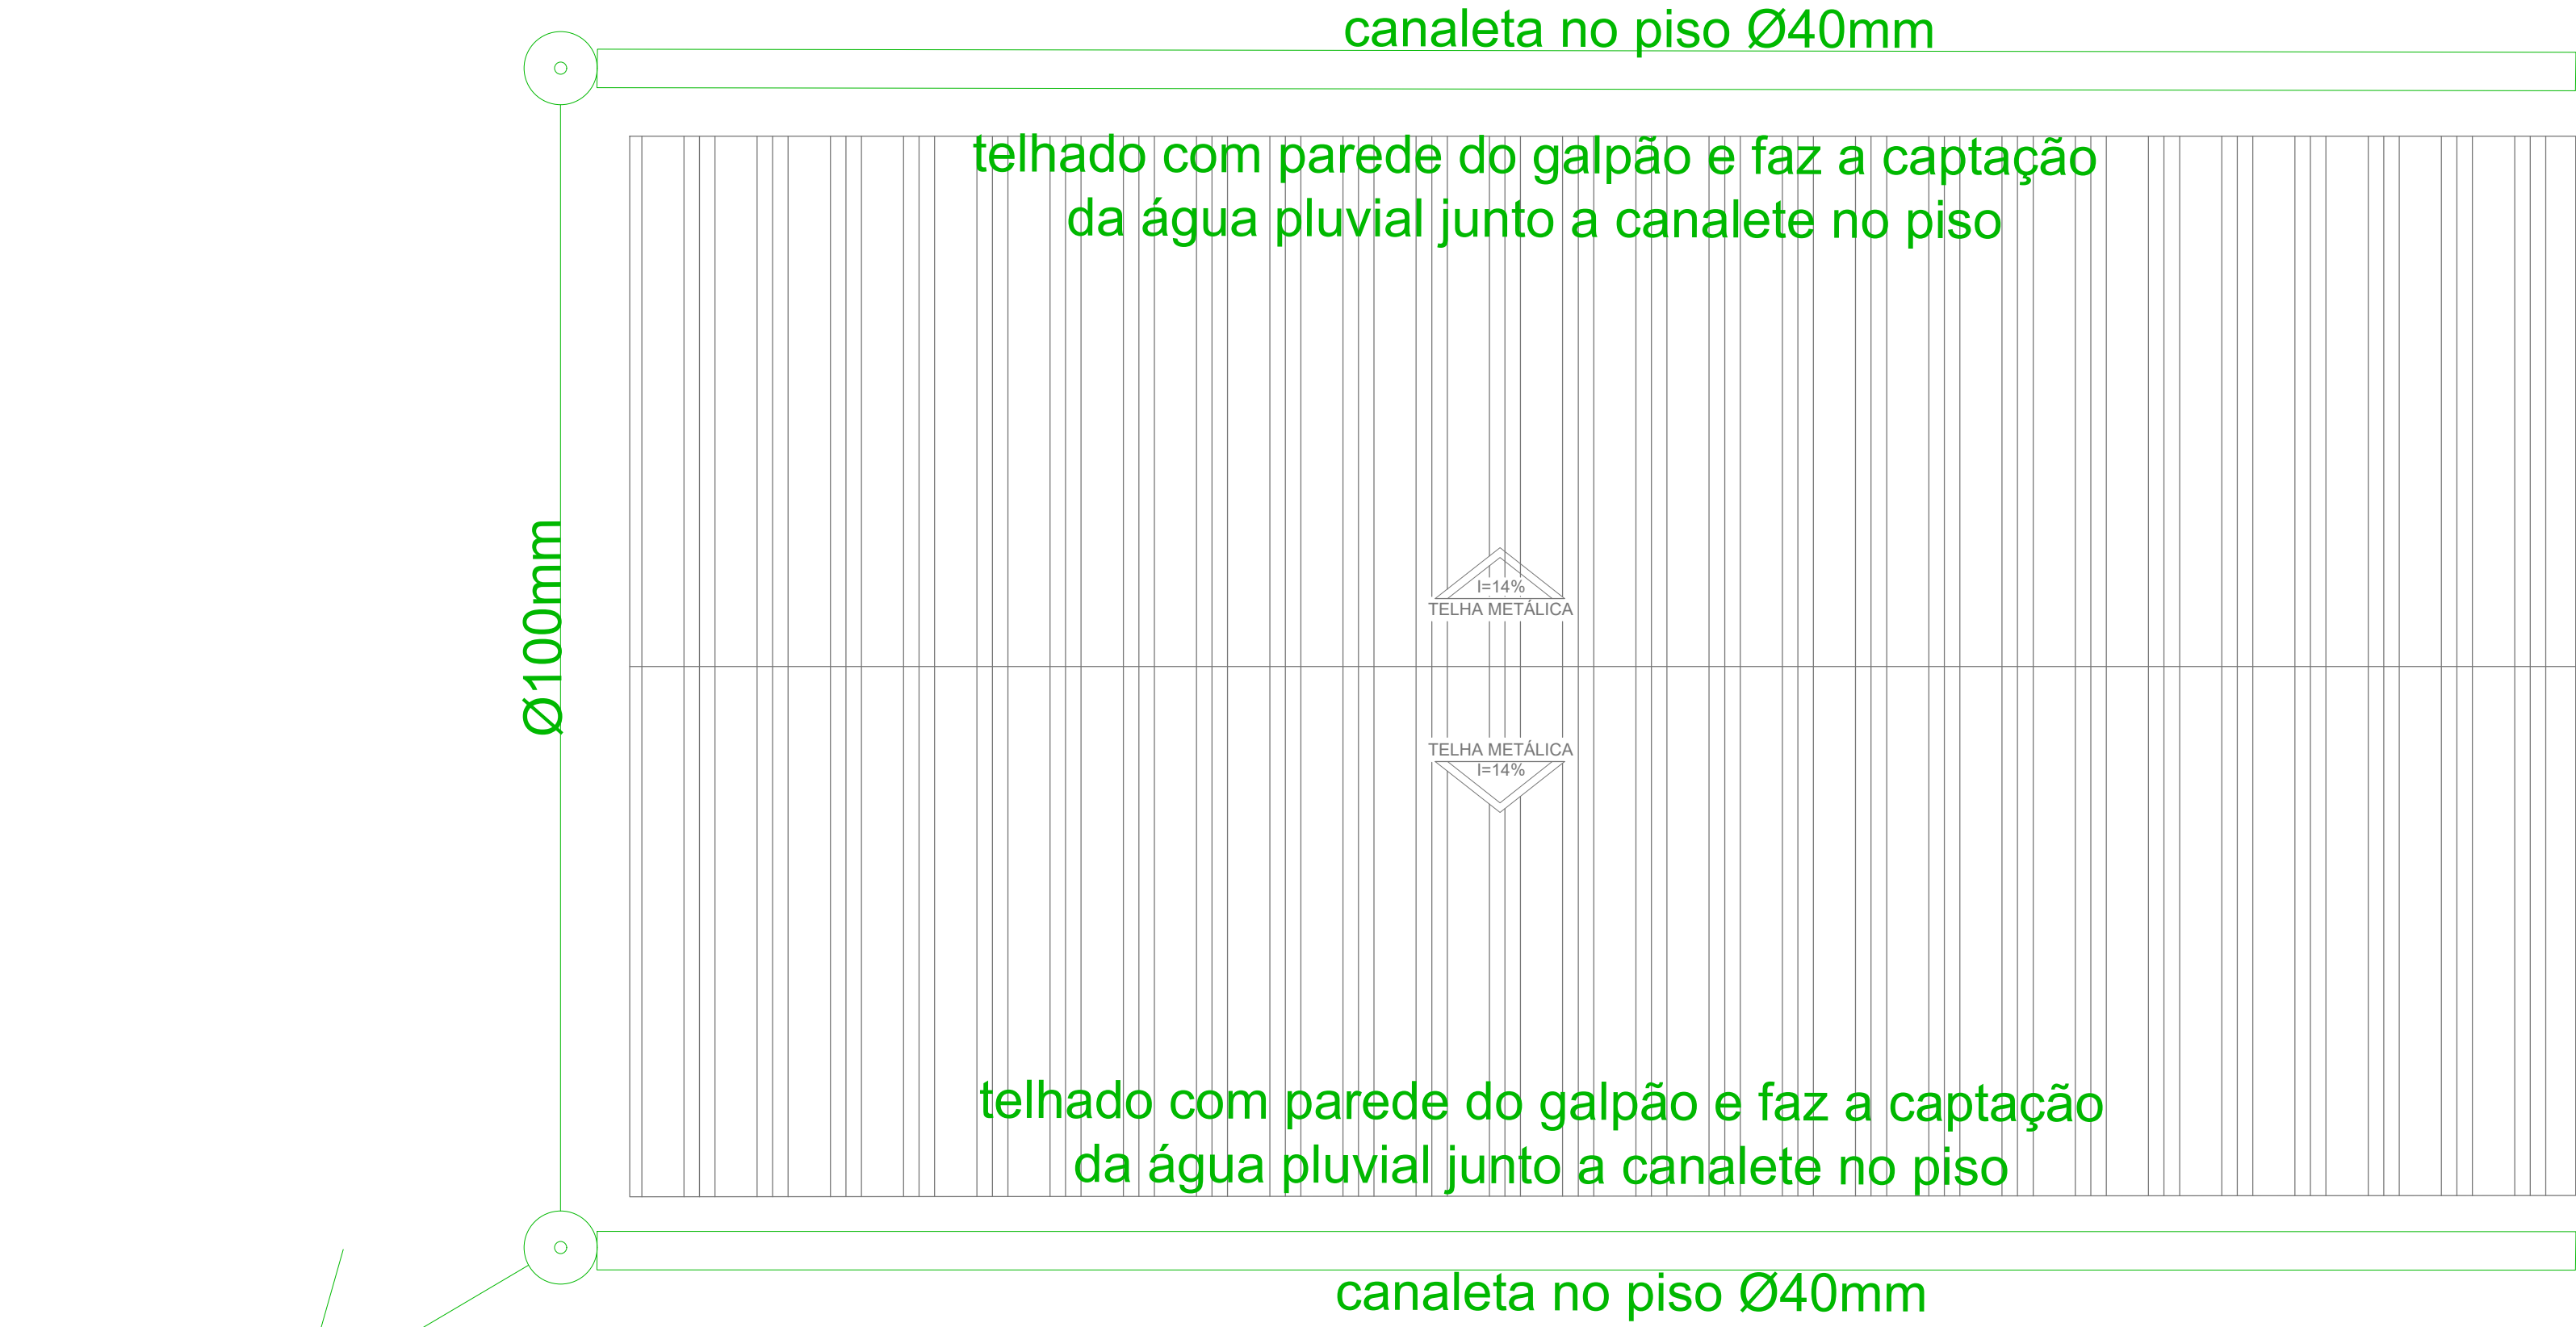 canaleta no piso Ø40mm
telhado com parede do galpão e faz a captação
da água pluvial junto a canalete no piso
Ø100mm
I=14%
TELHA METÁLICA
TELHA METÁLICA
I=14%
telhado com parede do galpão e faz a captação
da água pluvial junto a canalete no piso
canaleta no piso Ø40mm